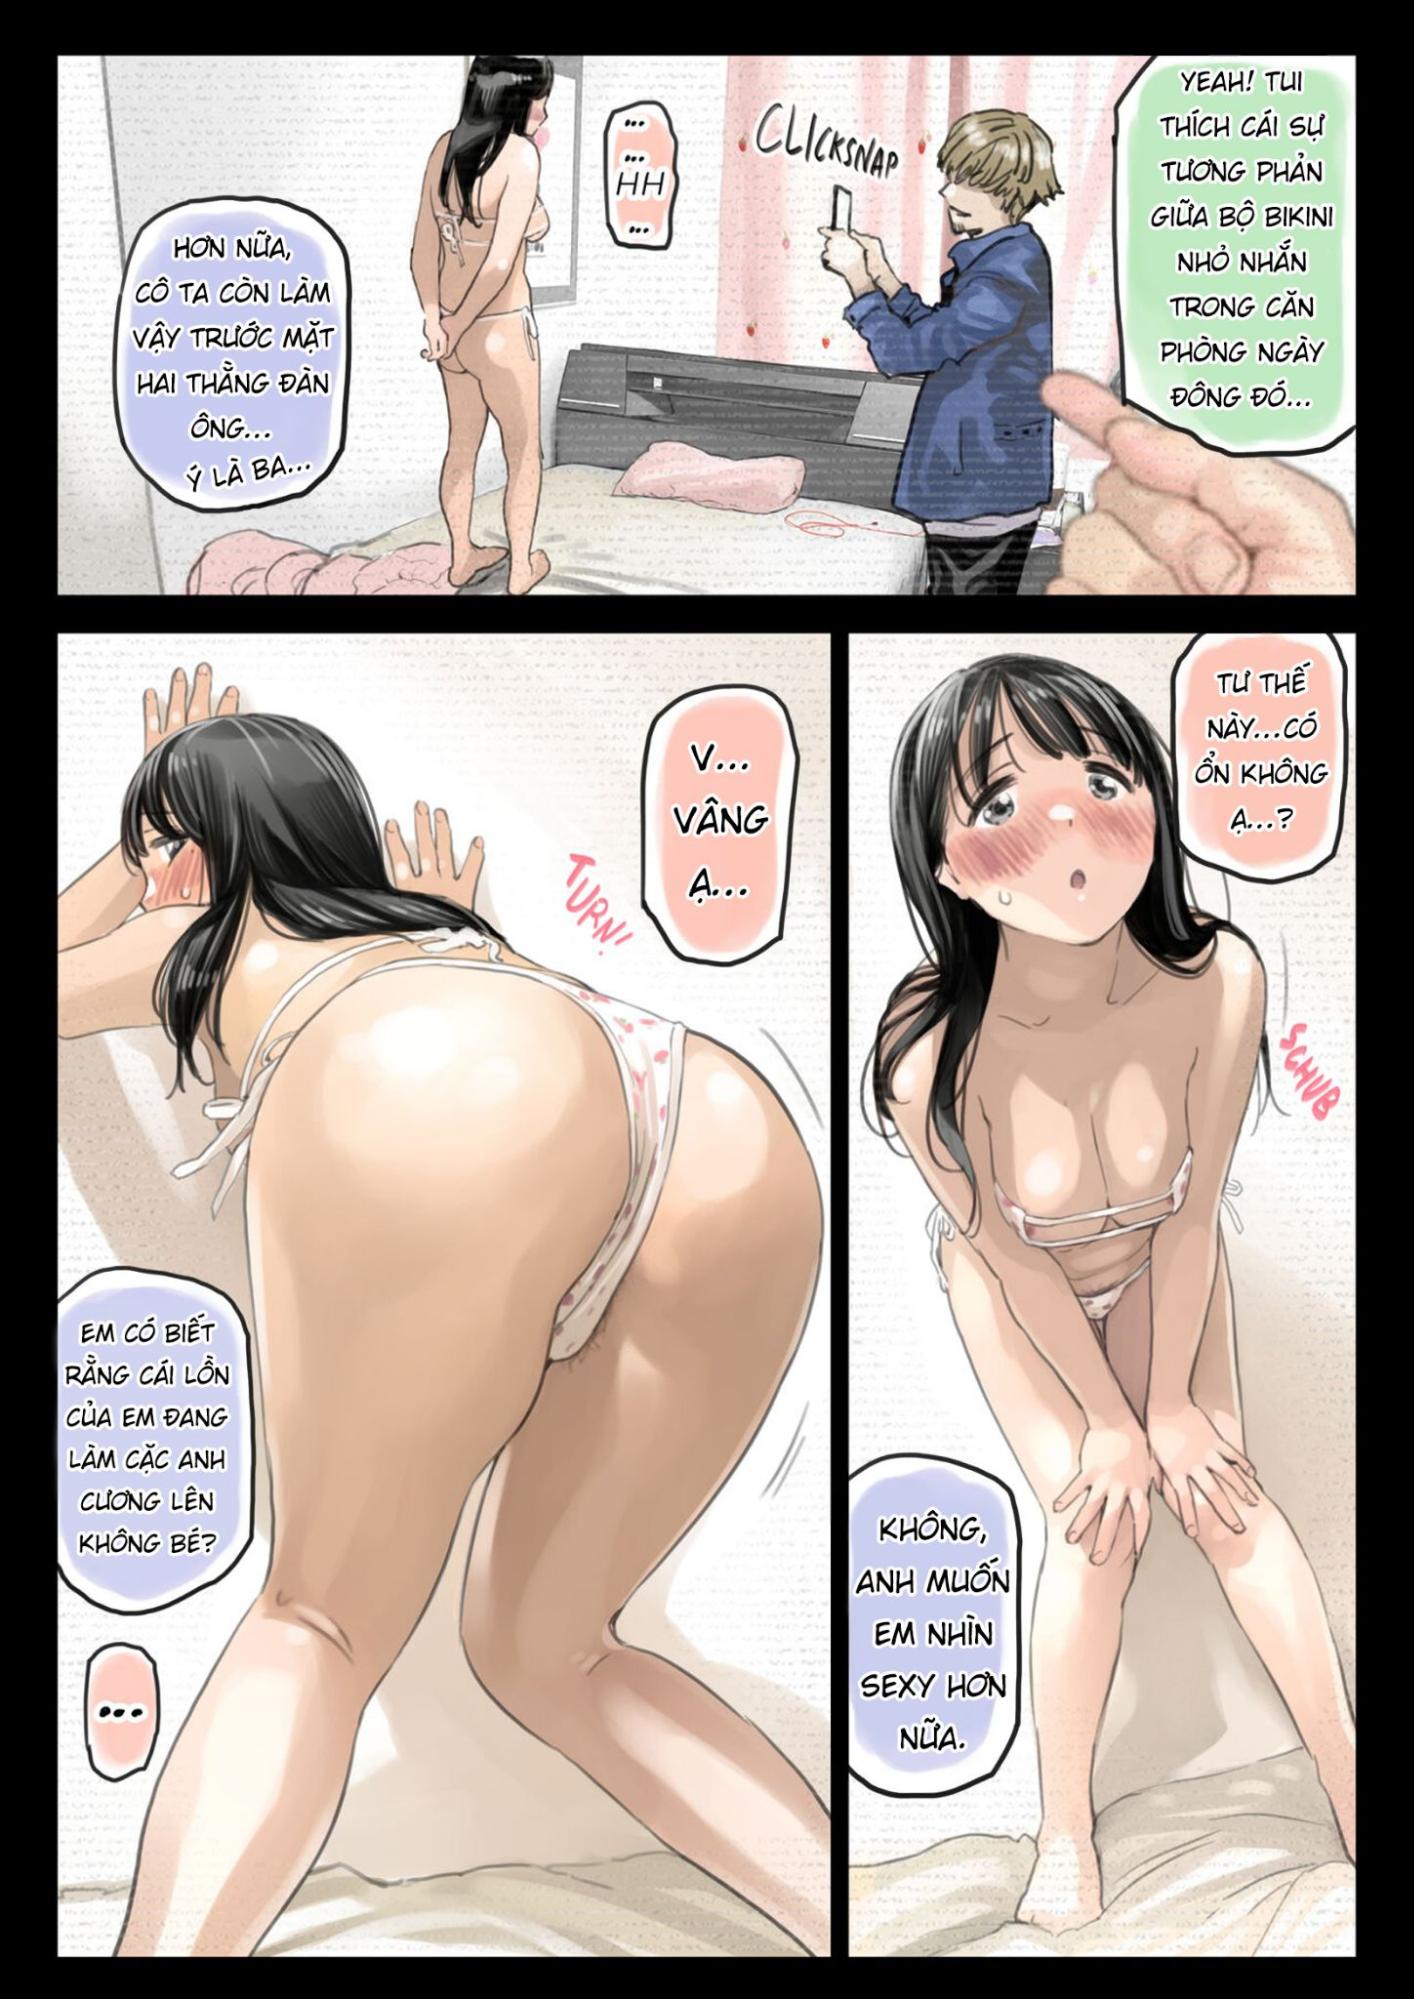 YEAH! TUI
THÍCH CÁI SỰ
TƯƠNG PHẢN
GIỮA BỘ BIKINI
NHỎ NHẮN
TRONG CĂN
PHÒNG NGÀY
ĐÔNG ĐÓ...
CLICKSNAP
...
...
HH
...
HƠN NỮA,
CÔ TA CÒN LÀM
VẬY TRƯỚC MẶT
HAI THẰNG ĐÀN
ÔNG...
Ý LÀ BA...
TƯ THẾ
NÀY...CÓ
ỔN KHÔNG
Ạ...?
SCHUB
KHÔNG,
ANH MUỐN
EM NHÌN
SEXY HƠN
NỮA.
V...
VÂNG
Ạ...
TURN!
EM CÓ BIẾT
RẰNG CÁI LỒN
CỦA EM ĐANG
LÀM CẶC ANH
CƯƠNG LÊN
KHÔNG BÉ?
...